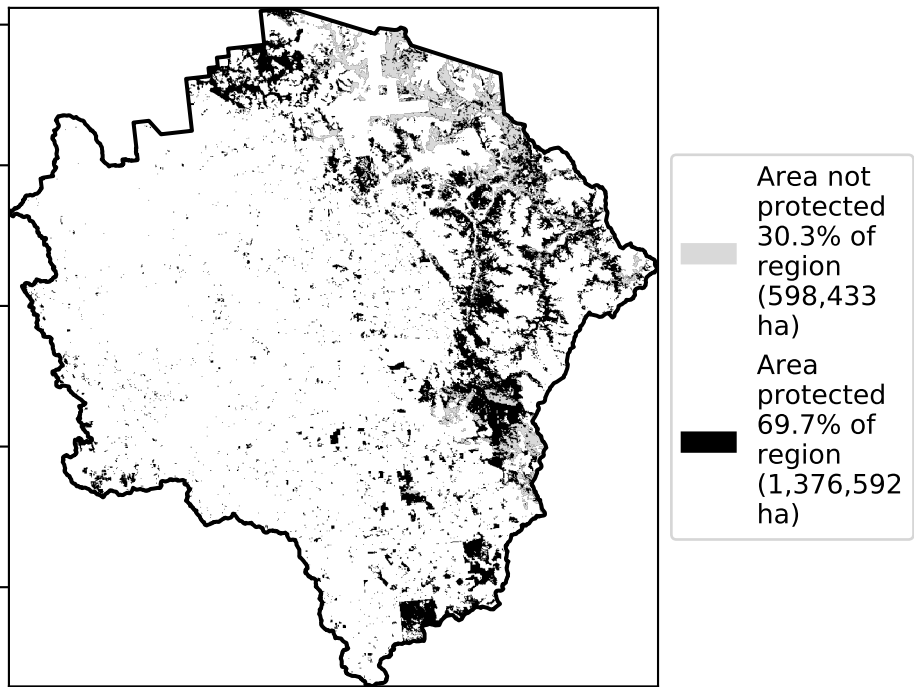 Area not
protected
30.3% of
region
(598,433
ha)
Area
protected
69.7% of
region
(1,376,592
ha)